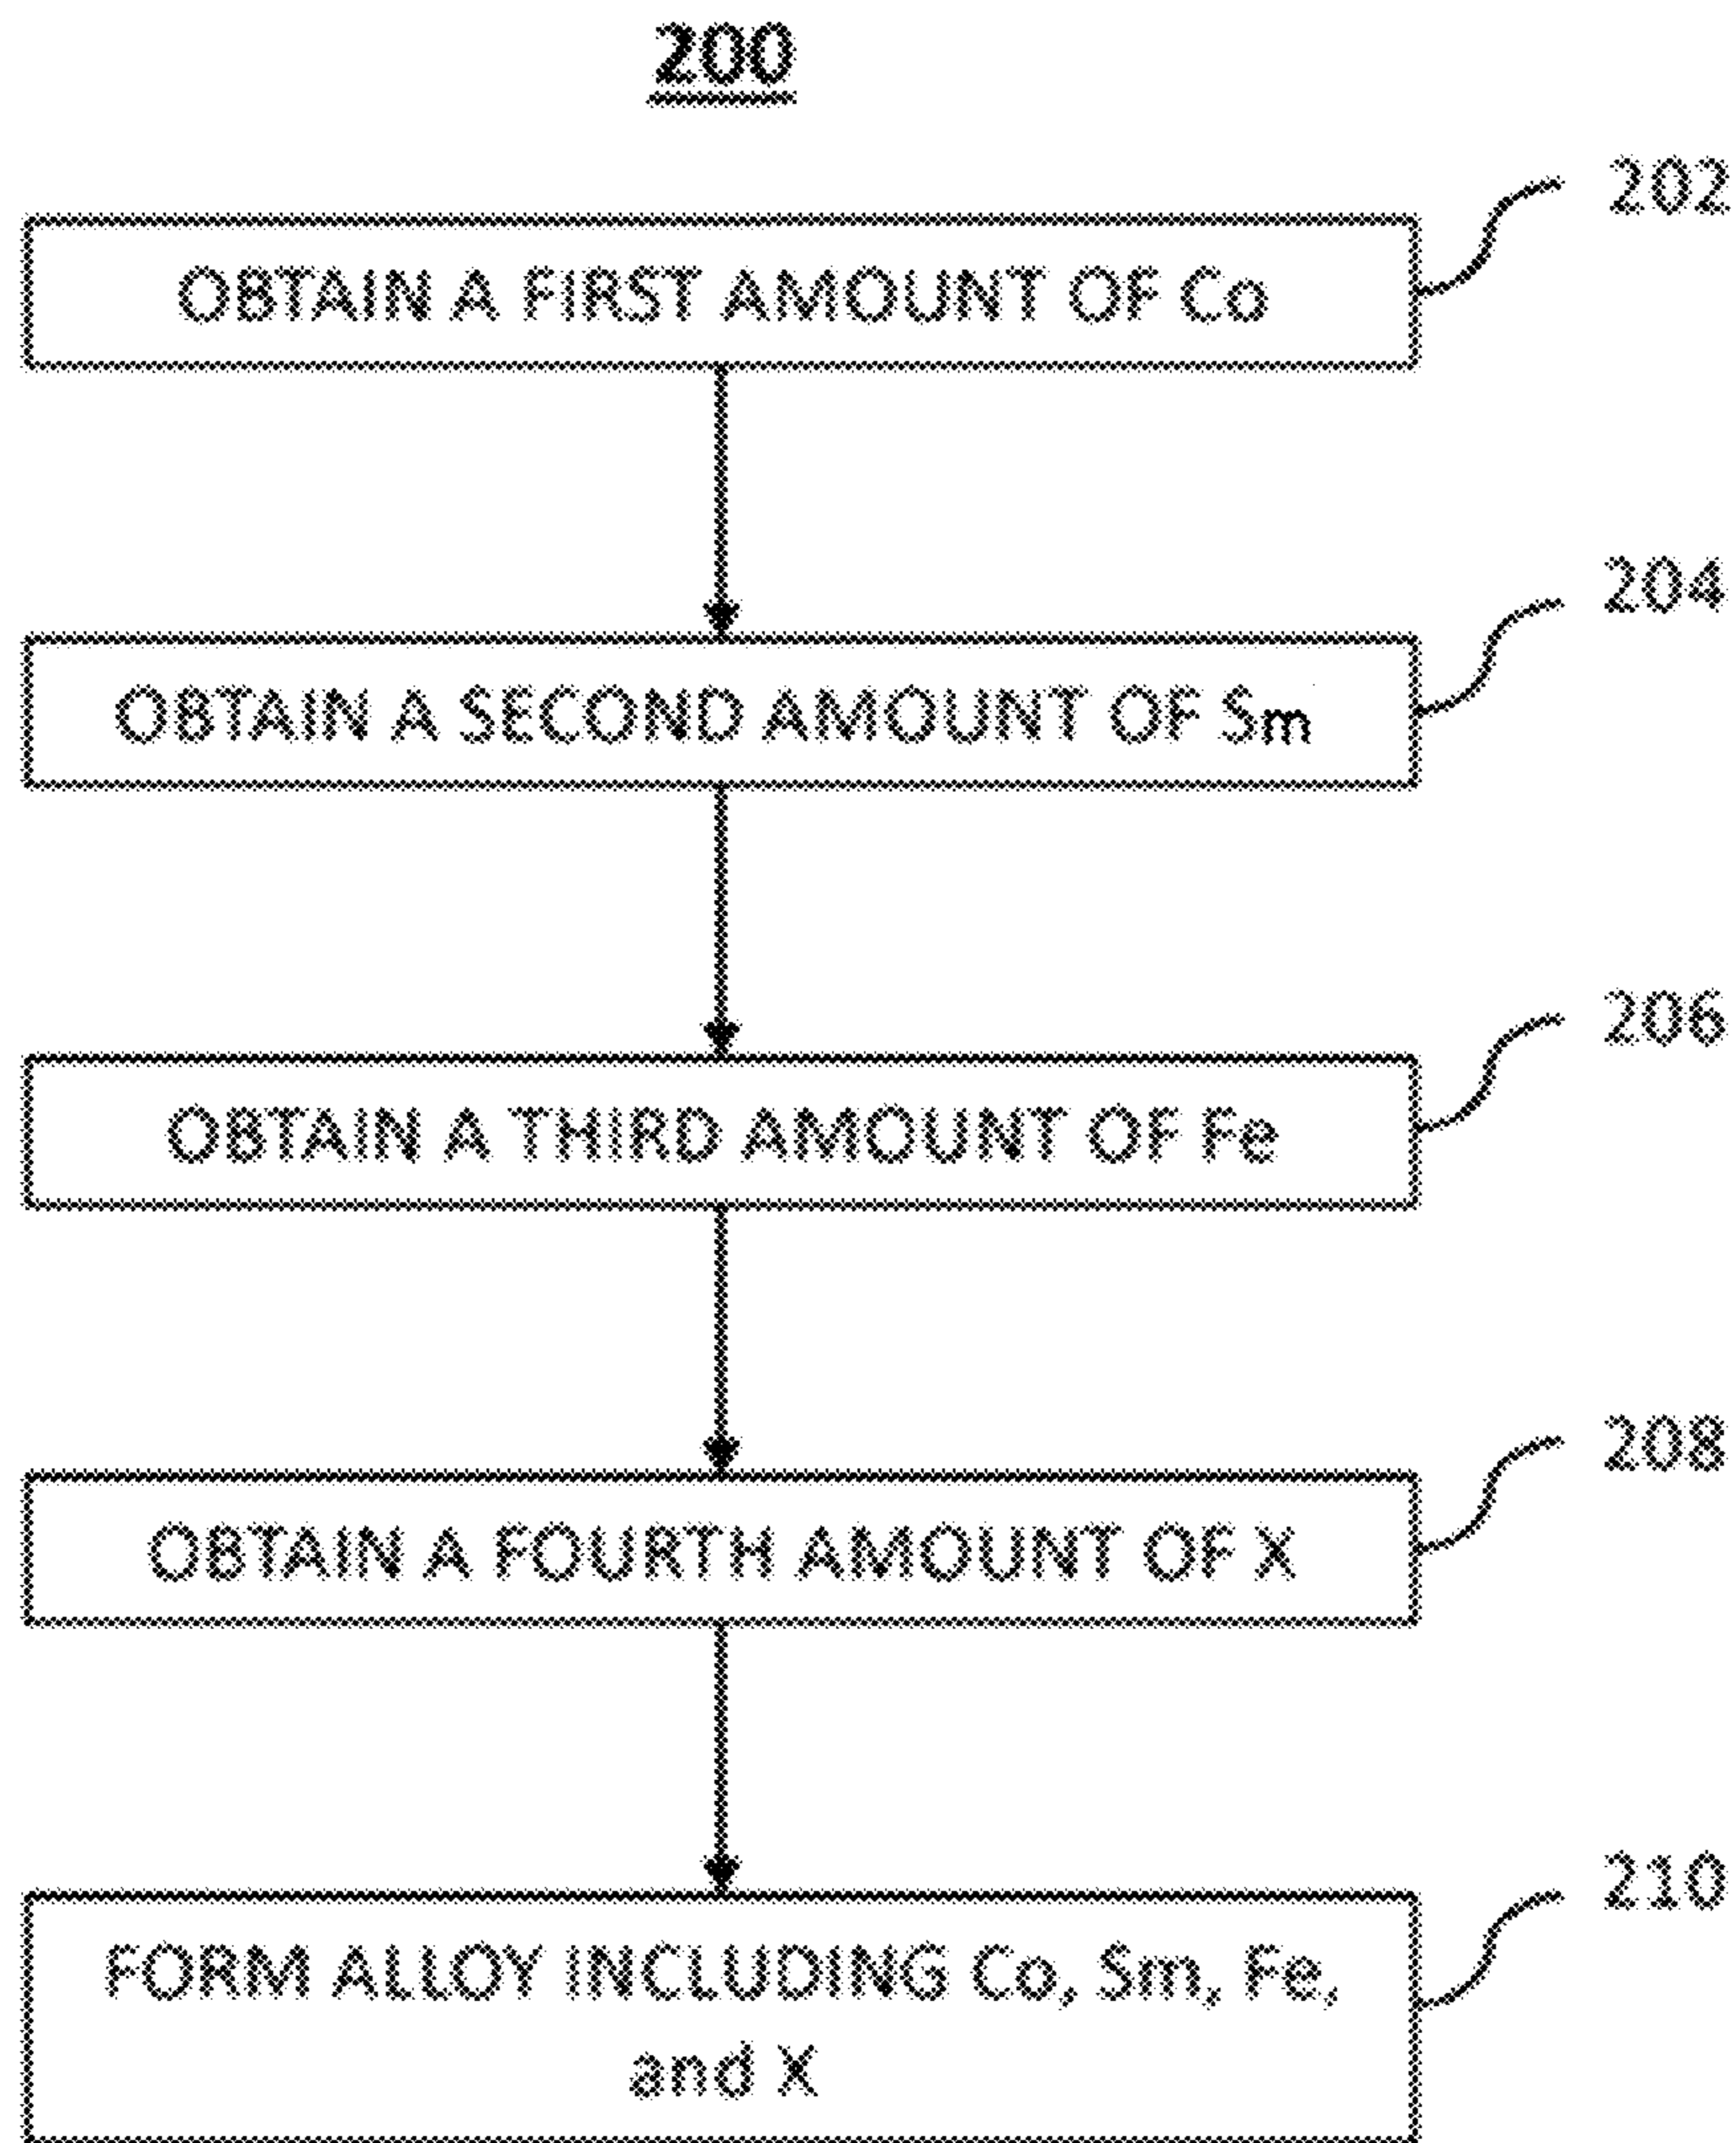 200
202
OBTAIN A FIRST AMOUNT OF Co
204
OBTAIN A SECOND AMOUNT OF Sm
206
OBTAIN A THIRD AMOUNT OF Fe
208
OBTAIN A FOURTH AMOUNT OF X
210
FORM ALLOY INCLUDING Co, Sm, Fe,
and X